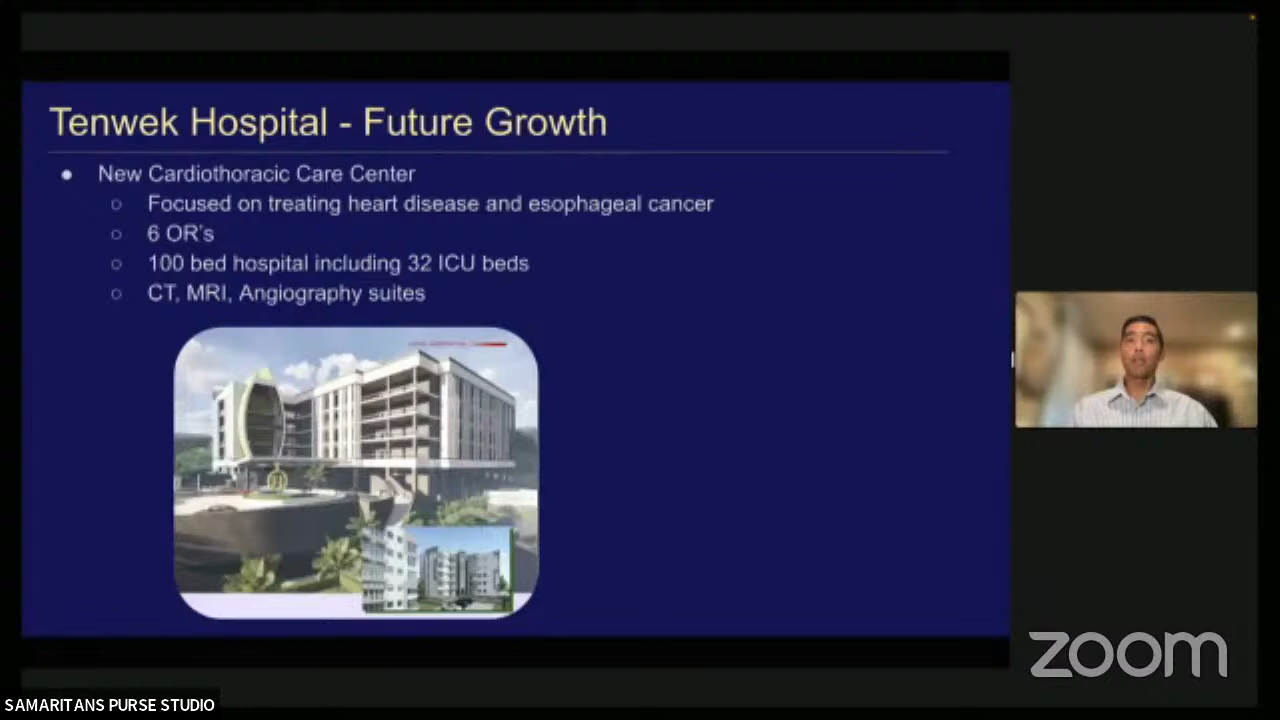 Tenwek Hospital - Future Growth
New Cardiothoracic Care Center
Focused on treating heart disease and esophageal cancer
6 OR's
100 bed hospital including 32 ICU beds
CT, MRI, Angiography suites
zoom
SAMARITANS PURSE STUDIO